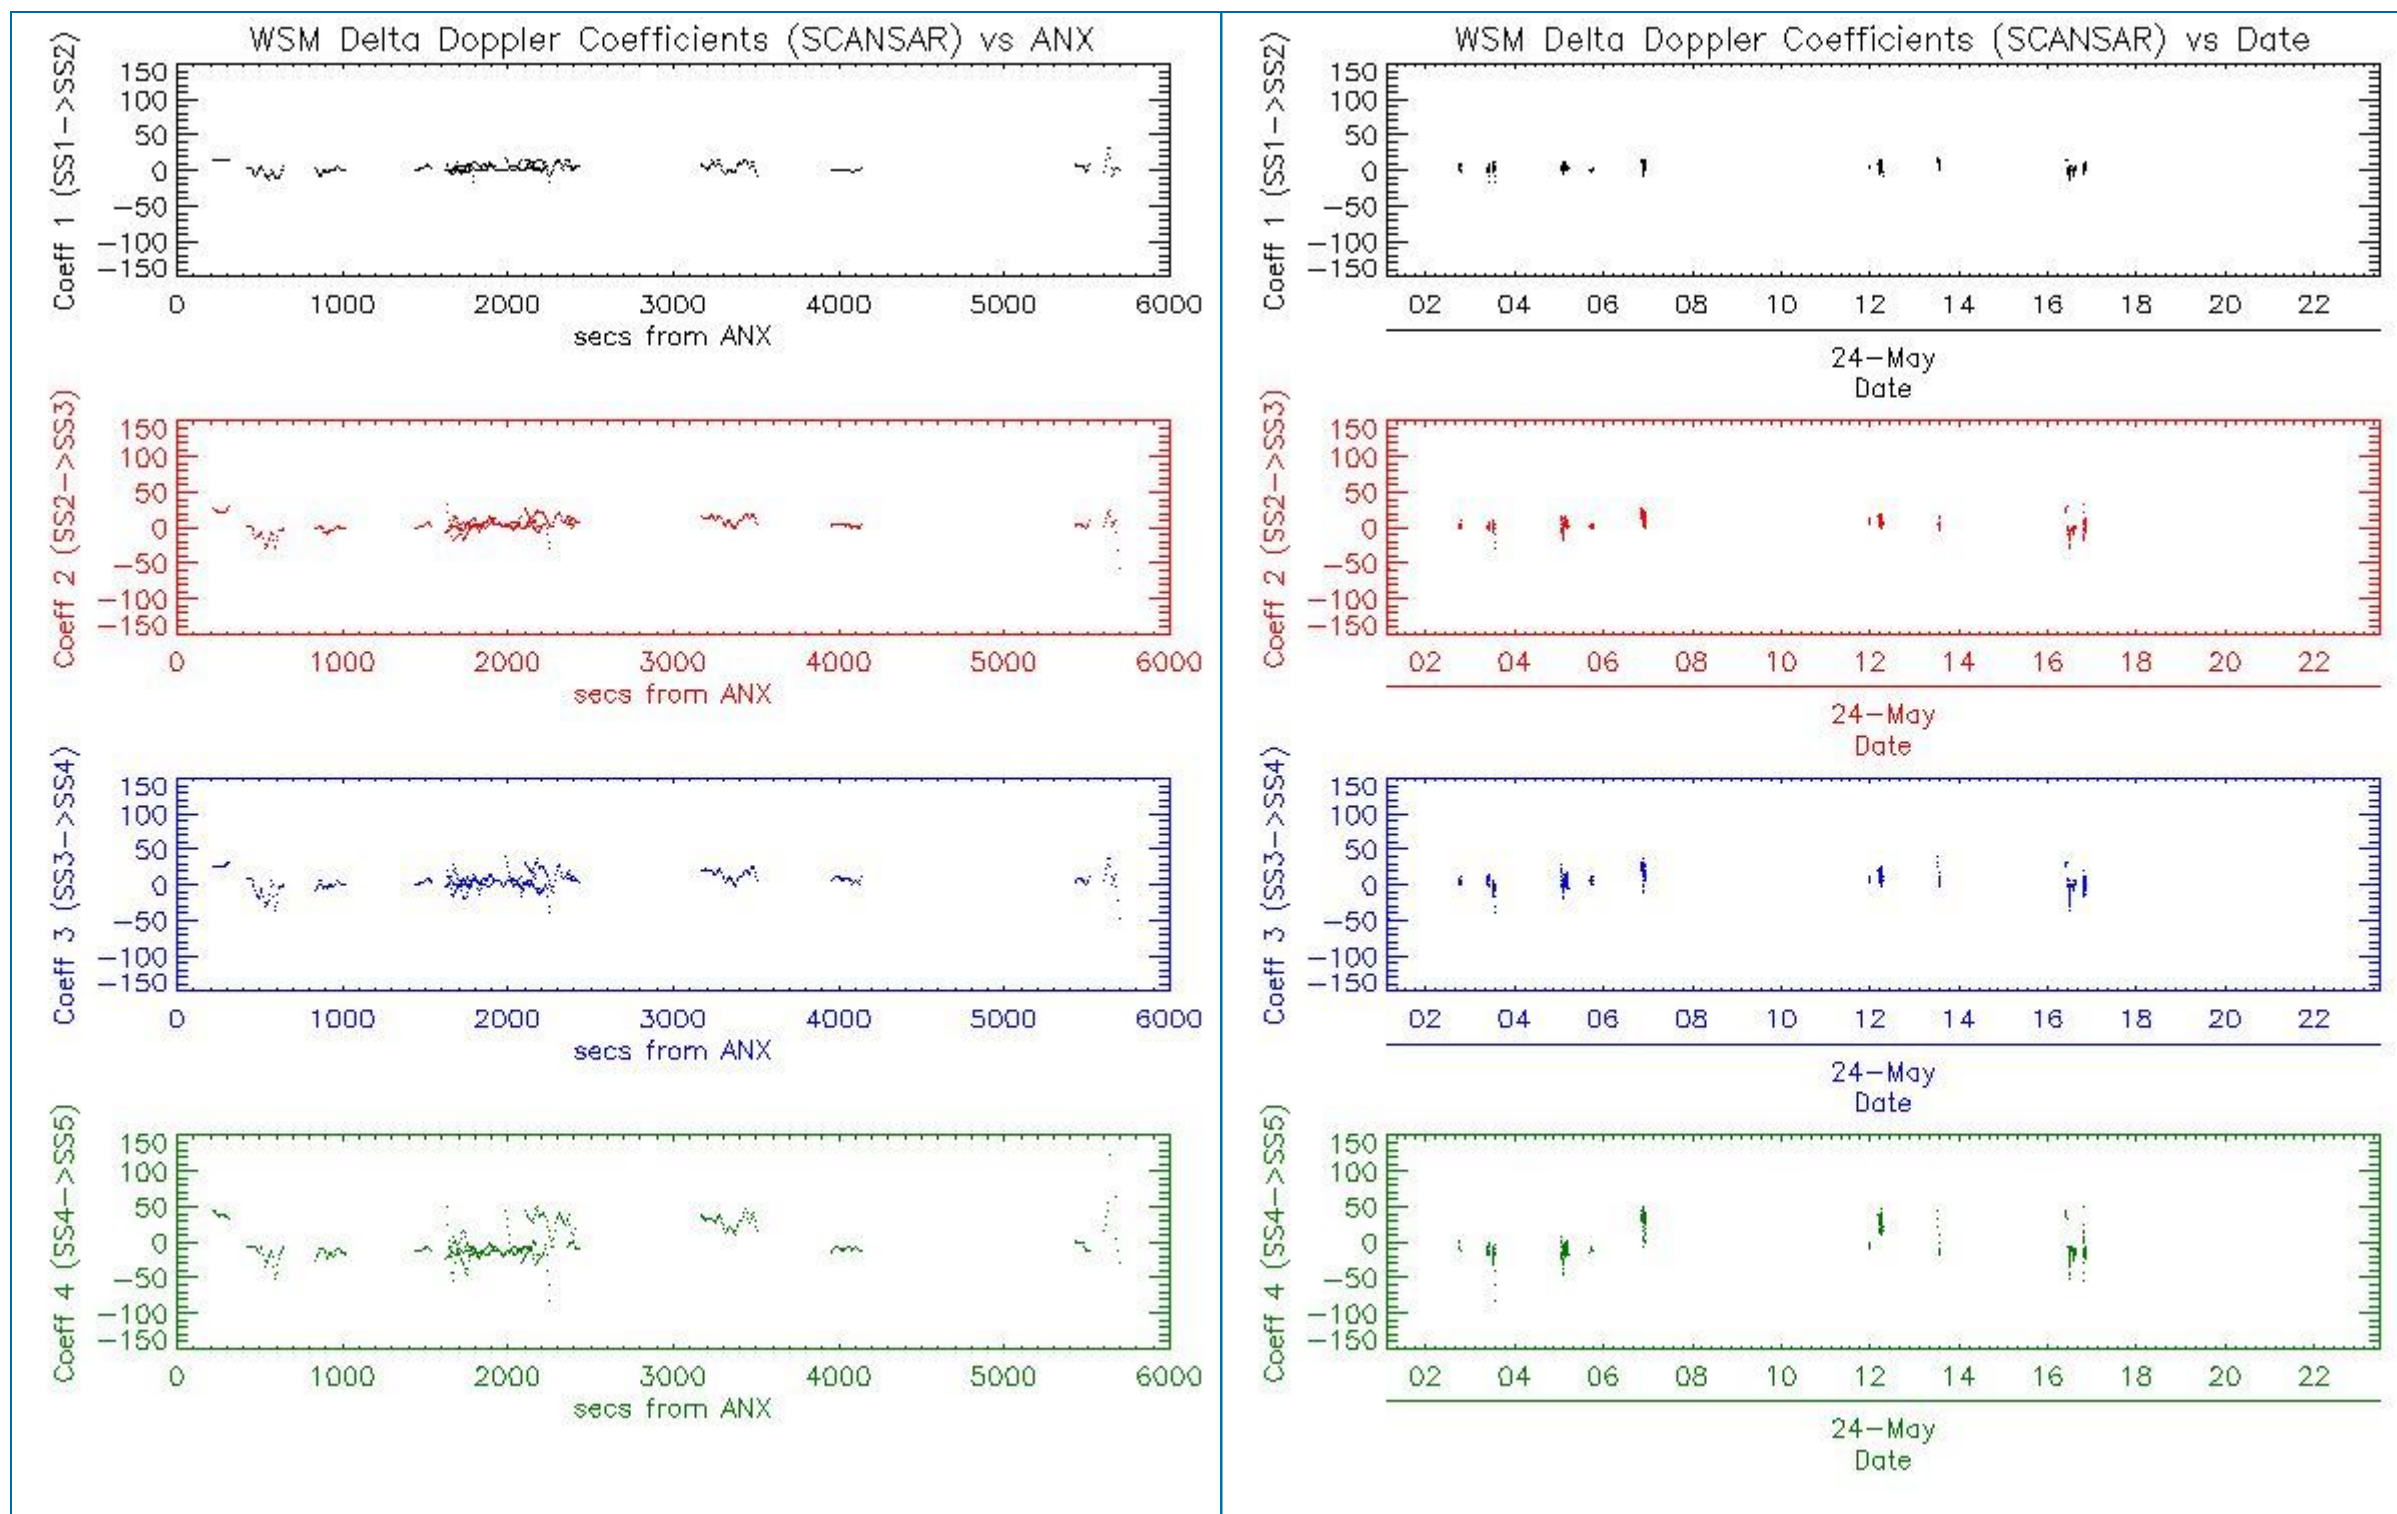 WSM Delta Doppler Coefficients (SCANSAR) vs ANX
Coeff 1 (SS1->SS2)
150
100
50
0
-50
-100
-150
0 1000 2000 3000 4000 5000 6000
secs from ANX
Coeff 2 (SS2->SS3)
150
100
50
0
-50
-100
-150
0 1000 2000 3000 4000 5000 6000
secs from ANX
Coeff 3 (SS3->SS4)
150
100
50
0
-50
-100
-150
0 1000 2000 3000 4000 5000 6000
secs from ANX
Coeff 4 (SS4->SS5)
150
100
50
0
-50
-100
-150
0 1000 2000 3000 4000 5000 6000
secs from ANX
WSM Delta Doppler Coefficients (SCANSAR) vs Date
Coeff 1 (SS1->SS2)
150
100
50
0
-50
-100
-150
02 04 06 08 10 12 14 16 18 20 22
24-May
Date
Coeff 2 (SS2->SS3)
150
100
50
0
-50
-100
-150
02 04 06 08 10 12 14 16 18 20 22
24-May
Date
Coeff 3 (SS3->SS4)
150
100
50
0
-50
-100
-150
02 04 06 08 10 12 14 16 18 20 22
24-May
Date
Coeff 4 (SS4->SS5)
150
100
50
0
-50
-100
-150
02 04 06 08 10 12 14 16 18 20 22
24-May
Date